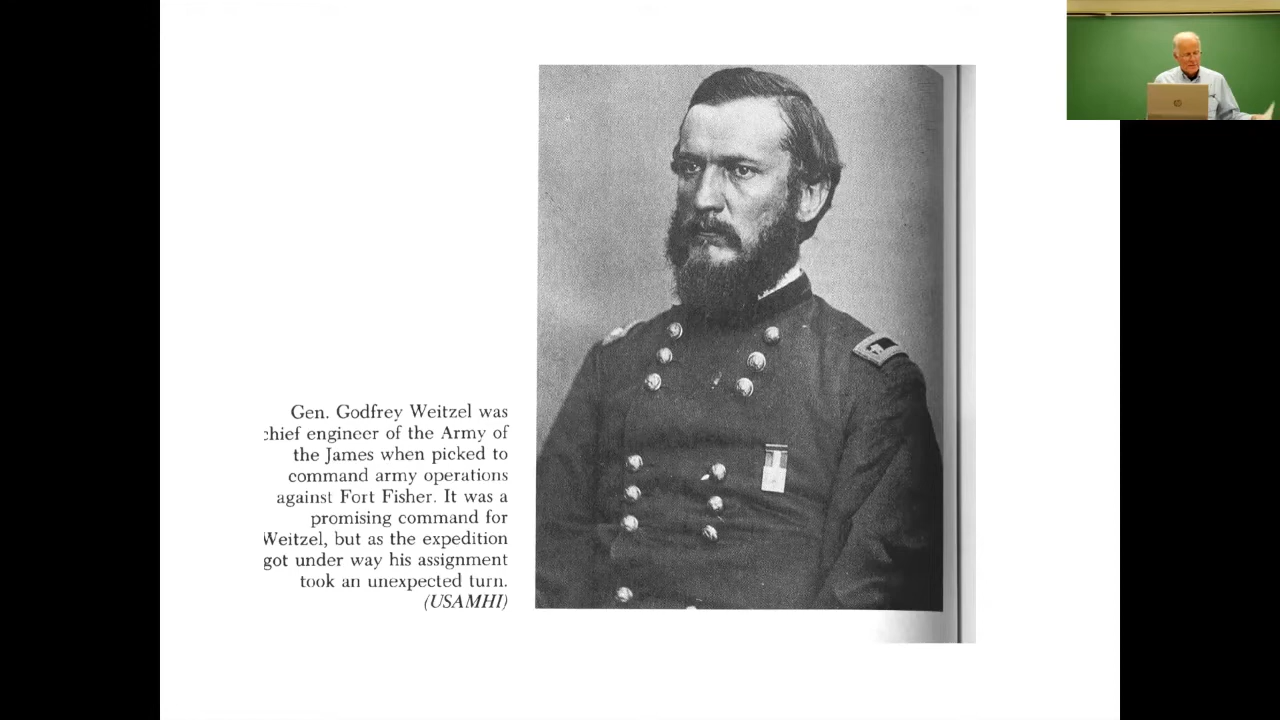 Gen. Godfrey Weitzel was
chief engineer of the Army of
the James when picked to
command army operations
against Fort Fisher. It was a
promising command for
Weitzel, but as the expedition
got under way his assignment
took an unexpected turn.
(USAMHI)